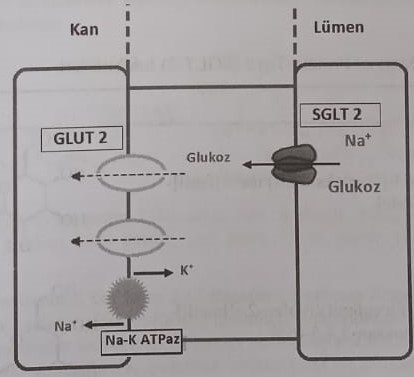 Kan
Lümen
GLUT 2
SGLT 2
Na⁺
Glukoz
Glukoz
K⁺
Na⁺
Na-K ATPaz